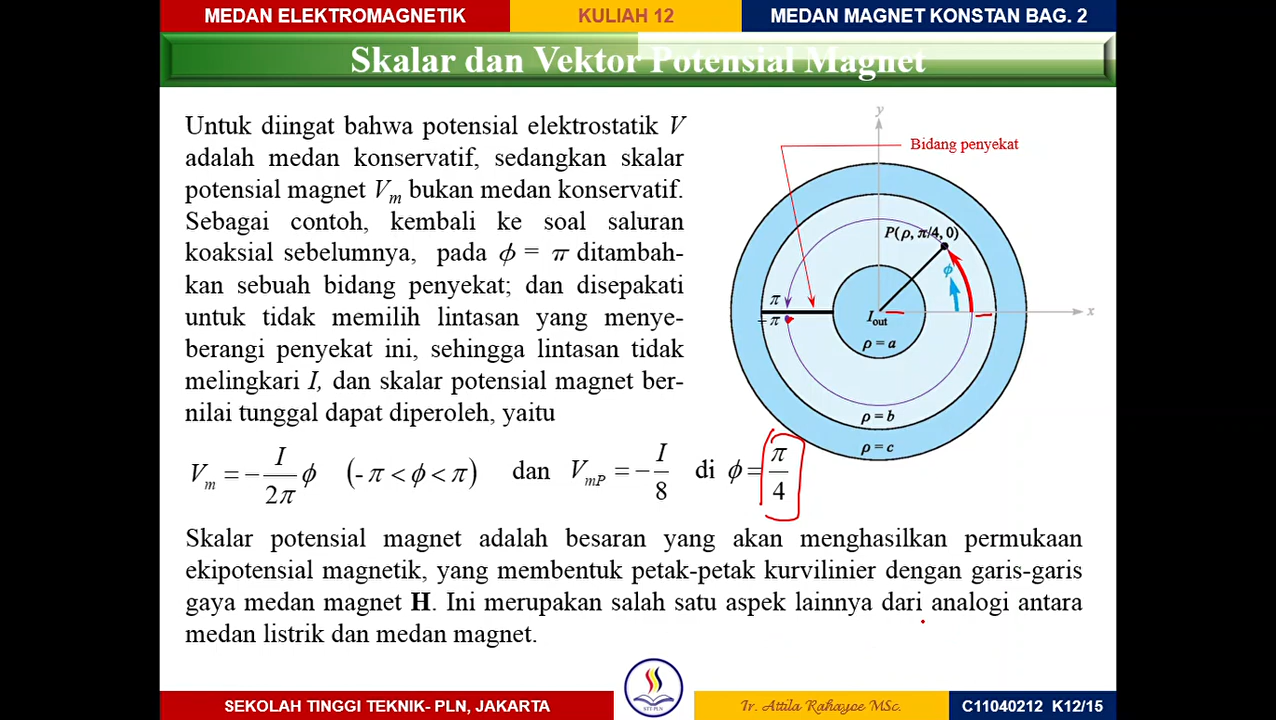 MEDAN ELEKTROMAGNETIK
KULIAH 12
MEDAN MAGNET KONSTAN BAG. 2
Skalar dan Vektor Potensial Magnet
Untuk diingat bahwa potensial elektrostatik V
adalah medan konservatif, sedangkan skalar
potensial magnet Vm bukan medan konservatif.
Sebagai contoh, kembali ke soal saluran
koaksial sebelumnya, pada ϕ = π ditambah-
kan sebuah bidang penyekat; dan disepakati
untuk tidak memilih lintasan yang menye-
berangi penyekat ini, sehingga lintasan tidak
melingkari I, dan skalar potensial magnet ber-
nilai tunggal dapat diperoleh, yaitu
y
Bidang penyekat
P(ρ, π/4, 0)
ϕ
π
- π
Iout
x
ρ = a
ρ = b
ρ = c
Vm = - I/2π ϕ (- π < ϕ < π) dan VmP = - I/8 di ϕ = π/4
Skalar potensial magnet adalah besaran yang akan menghasilkan permukaan
ekipotensial magnetik, yang membentuk petak-petak kurvilinier dengan garis-garis
gaya medan magnet H. Ini merupakan salah satu aspek lainnya dari analogi antara
medan listrik dan medan magnet.
SEKOLAH TINGGI TEKNIK- PLN, JAKARTA
STT PLN
Ir. Attila Rahayoe MSc.
C11040212 K12/15